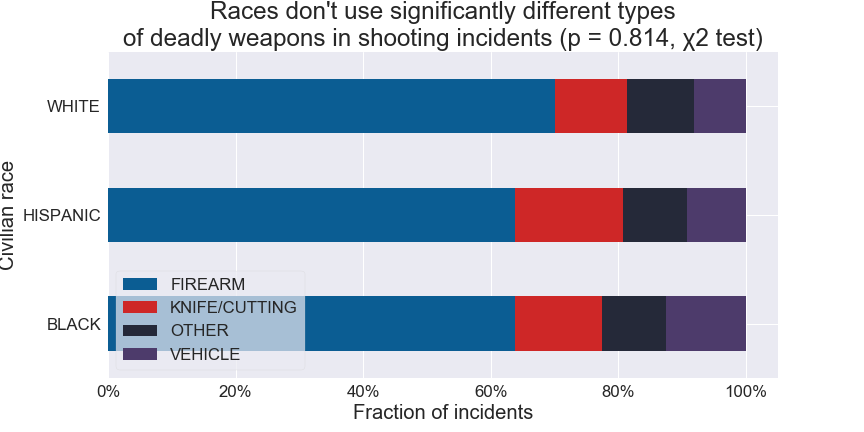 Races don't use significantly different types
of deadly weapons in shooting incidents (p = 0.814, χ2 test)
Civilian race
WHITE
HISPANIC
BLACK
FIREARM
KNIFE/CUTTING
OTHER
VEHICLE
0% 20% 40% 60% 80% 100%
Fraction of incidents